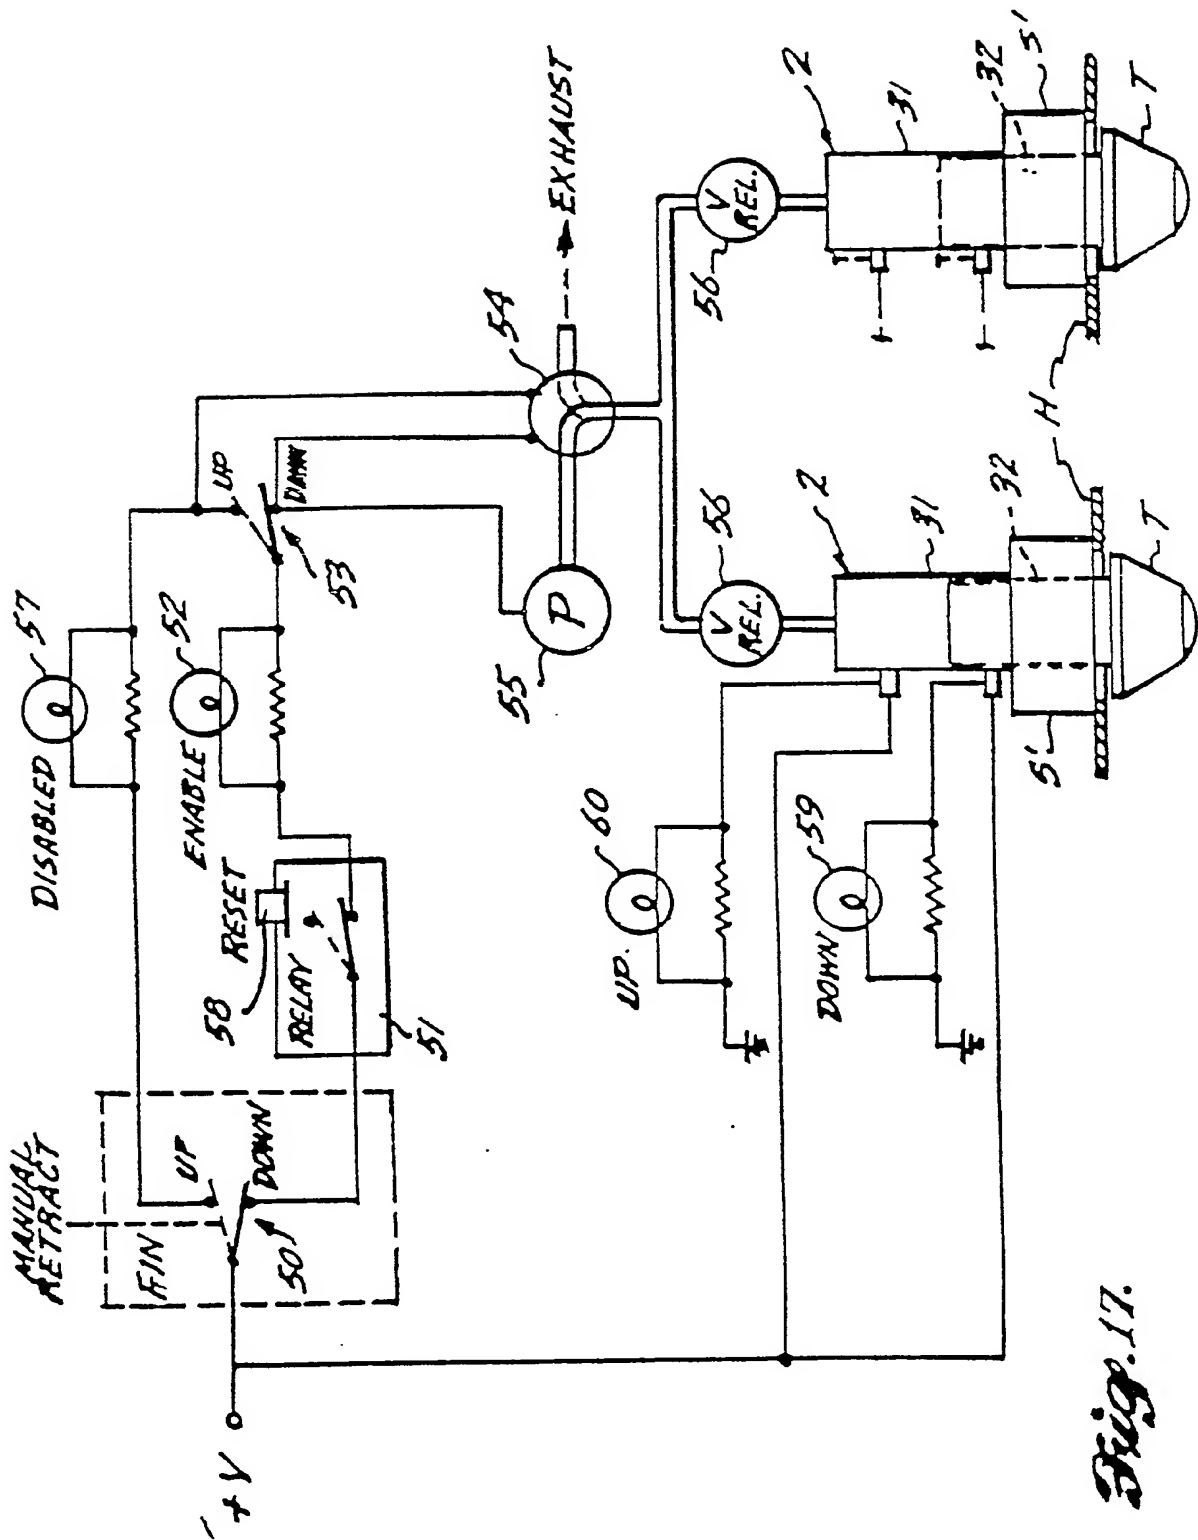 MANUAL
RETRACT
FIN
UP
DOWN
50
+V
DISABLED
57
ENABLE
52
RESET
58
RELAY
51
UP
DOWN
53
54
EXHAUST
P
55
V
REL.
56
V
REL.
56
UP.
60
DOWN
59
2
31
32
5'
T
H
2
31
32
5'
T
Fig. 17.